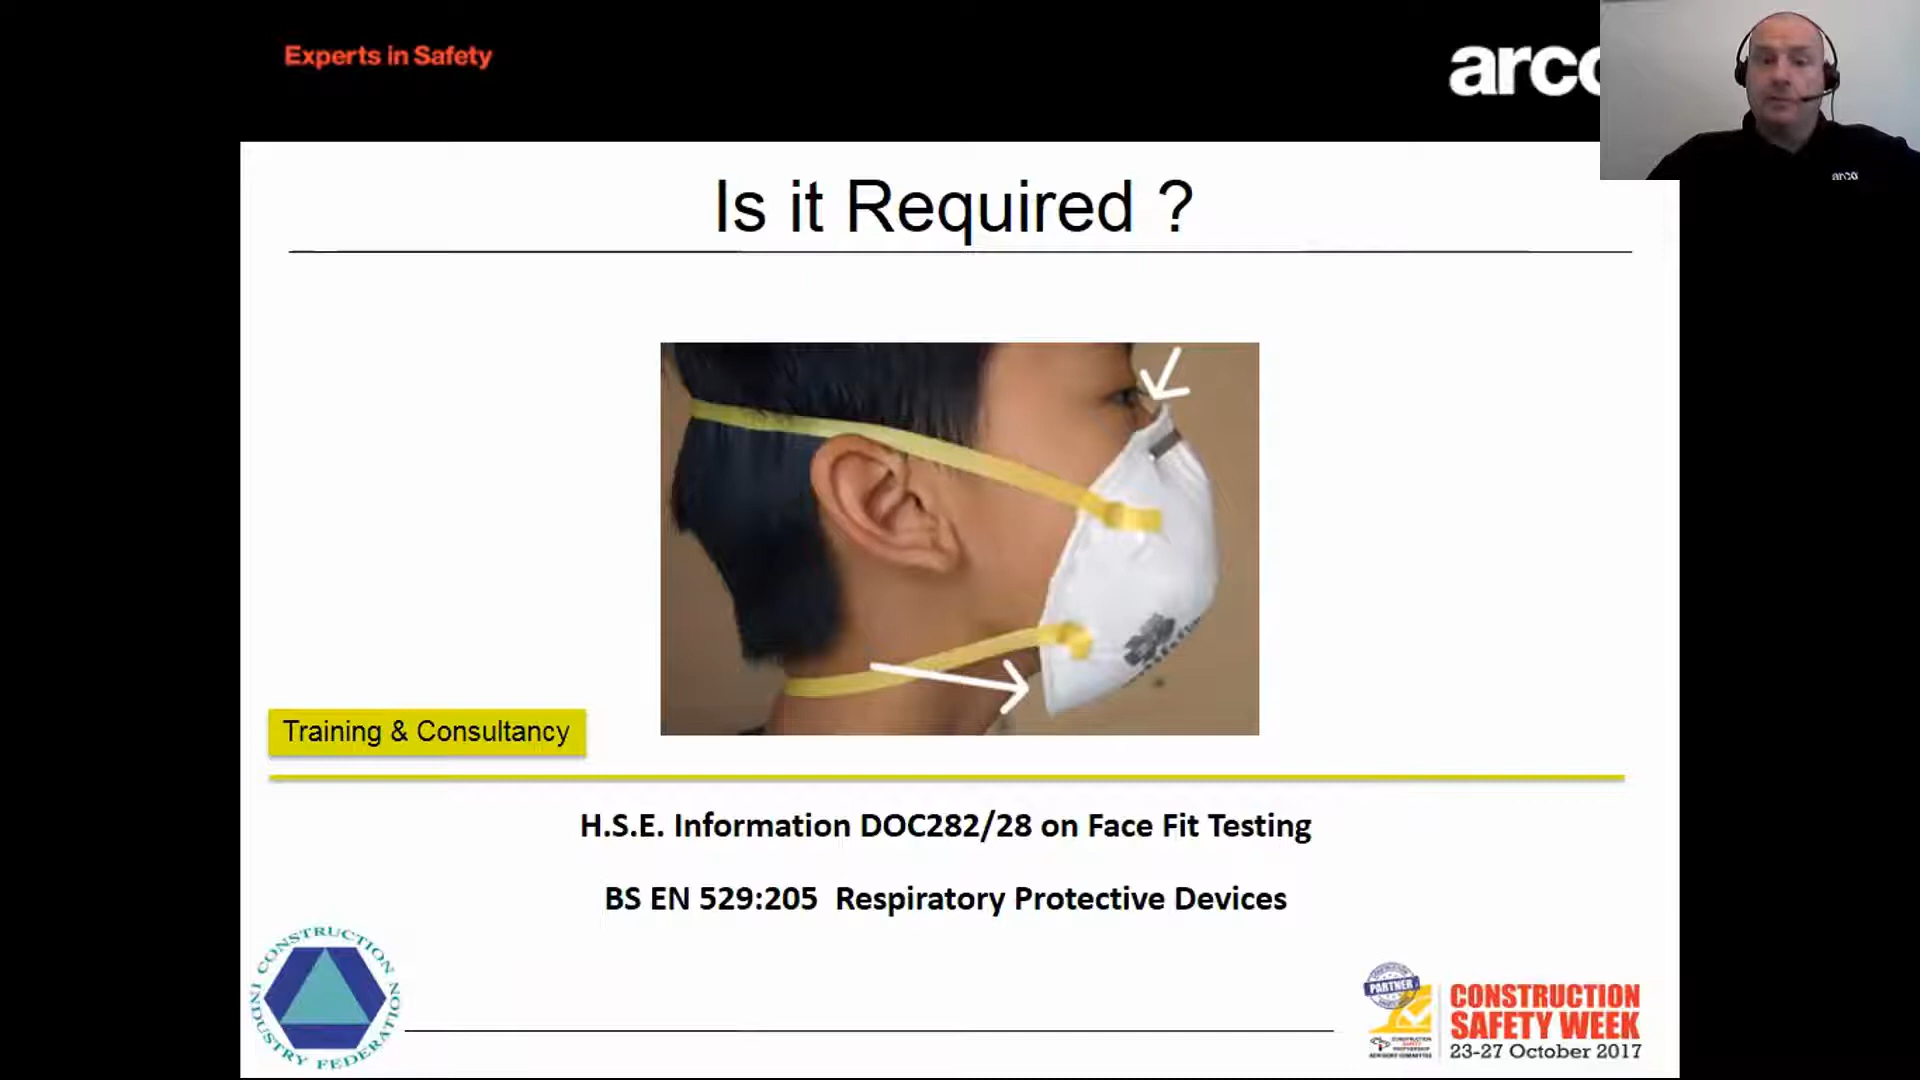 Experts in Safety
arco
arco
Is it Required ?
Training & Consultancy
H.S.E. Information DOC282/28 on Face Fit Testing
BS EN 529:205 Respiratory Protective Devices
CONSTRUCTION INDUSTRY FEDERATION
PARTNER
CONSTRUCTION
SAFETY WEEK
23-27 October 2017